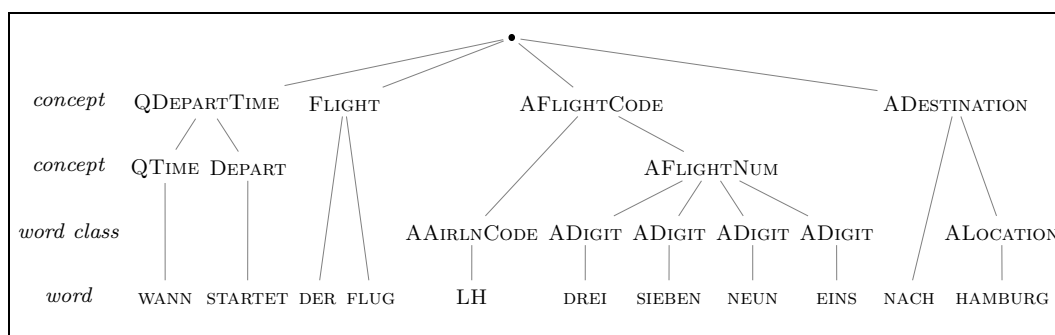 concept QDEPARTTIME FLIGHT AFLIGHTCODE ADESTINATION
concept QTIME DEPART AFLIGHTNUM
word class AAIRLNCODE ADIGIT ADIGIT ADIGIT ADIGIT ALOCATION
word WANN STARTET DER FLUG LH DREI SIEBEN NEUN EINS NACH HAMBURG